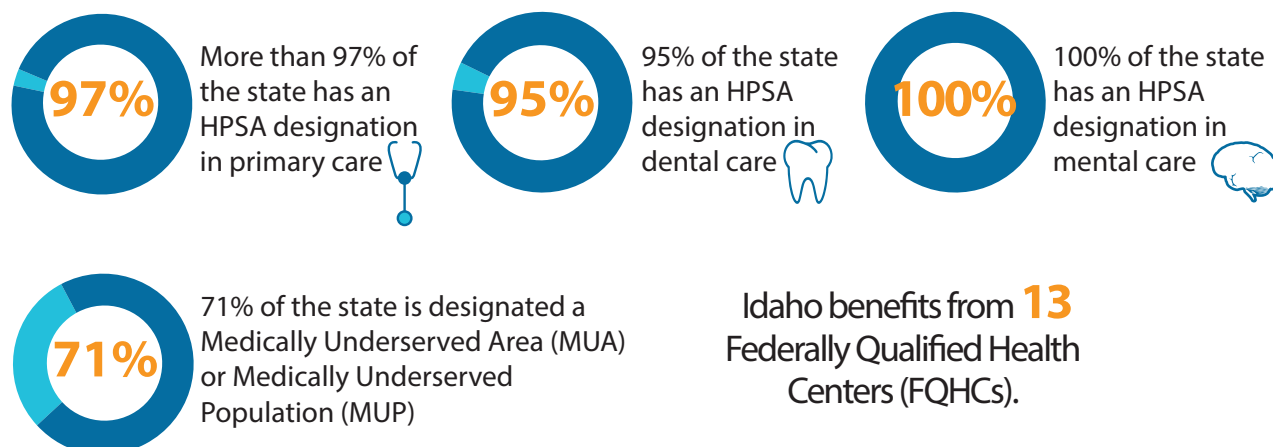 97%
More than 97% of
the state has an
HPSA designation
in primary care
95%
95% of the state
has an HPSA
designation in
dental care
100%
100% of the state
has an HPSA
designation in
mental care
71%
71% of the state is designated a
Medically Underserved Area (MUA)
or Medically Underserved
Population (MUP)
Idaho benefits from 13
Federally Qualified Health
Centers (FQHCs).